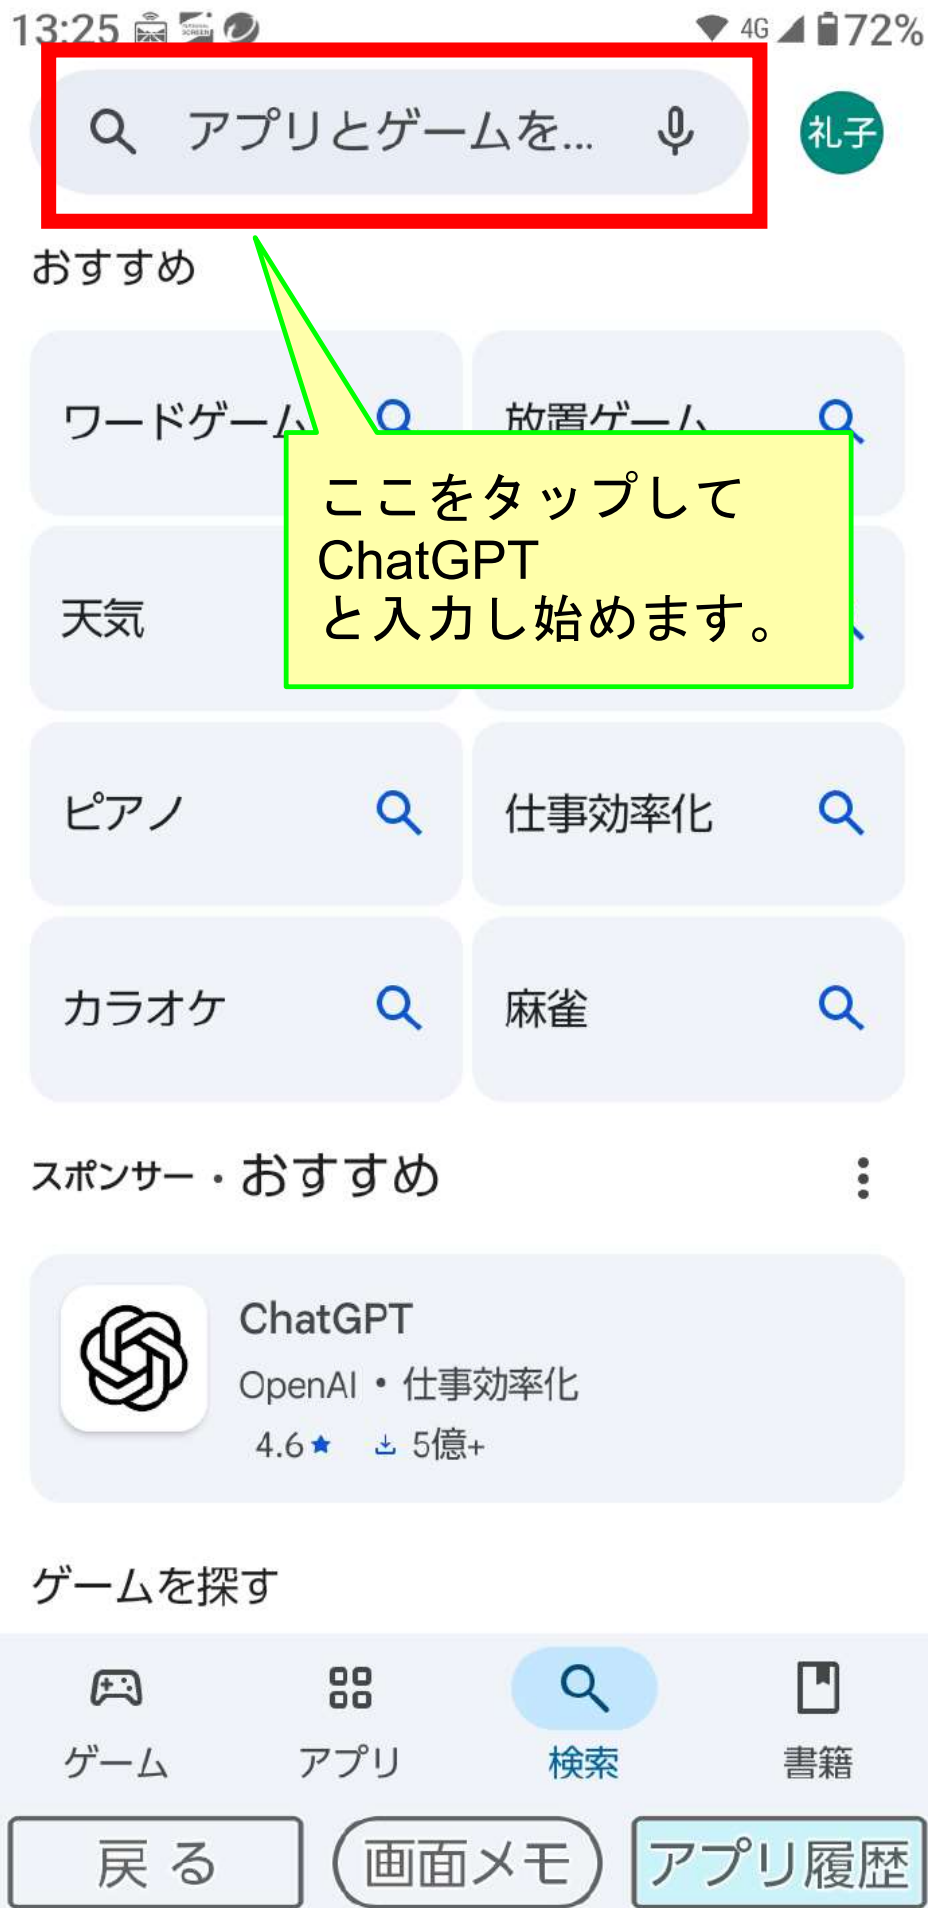 13:25 4G 72%
アプリとゲームを... 礼子
おすすめ
ワードゲーム 放置ゲーム
ここをタップして
ChatGPT
と入力し始めます。
天気
ピアノ 仕事効率化
カラオケ 麻雀
スポンサー・おすすめ
ChatGPT
OpenAI • 仕事効率化
4.6★ 5億+
ゲームを探す
ゲーム アプリ 検索 書籍
戻る 画面メモ アプリ履歴